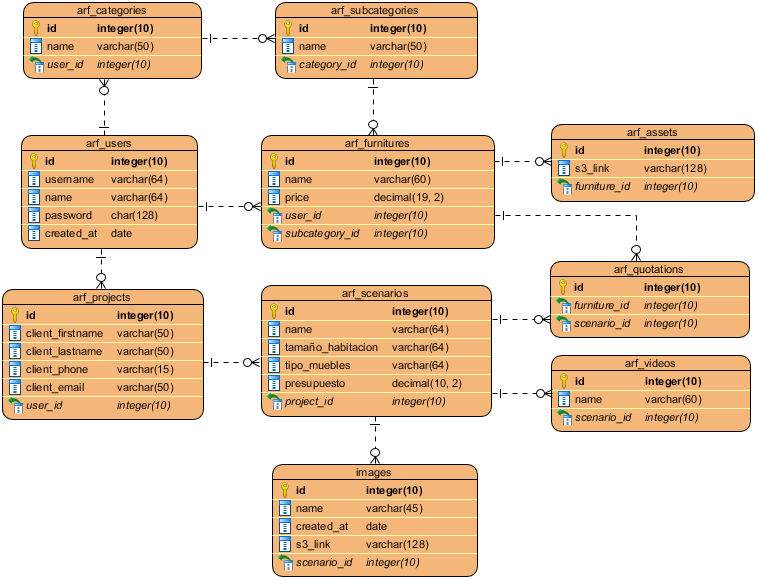 arf_categories
id integer(10)
name varchar(50)
user_id integer(10)
arf_subcategories
id integer(10)
name varchar(50)
category_id integer(10)
arf_users
id integer(10)
username varchar(64)
name varchar(64)
password char(128)
created_at date
arf_furnitures
id integer(10)
name varchar(60)
price decimal(19, 2)
user_id integer(10)
subcategory_id integer(10)
arf_assets
id integer(10)
s3_link varchar(128)
furniture_id integer(10)
arf_quotations
id integer(10)
furniture_id integer(10)
scenario_id integer(10)
arf_projects
id integer(10)
client_firstname varchar(50)
client_lastname varchar(50)
client_phone varchar(15)
client_email varchar(50)
user_id integer(10)
arf_scenarios
id integer(10)
name varchar(64)
tamaño_habitacion varchar(64)
tipo_muebles varchar(64)
presupuesto decimal(10, 2)
project_id integer(10)
arf_videos
id integer(10)
name varchar(60)
scenario_id integer(10)
images
id integer(10)
name varchar(45)
created_at date
s3_link varchar(128)
scenario_id integer(10)